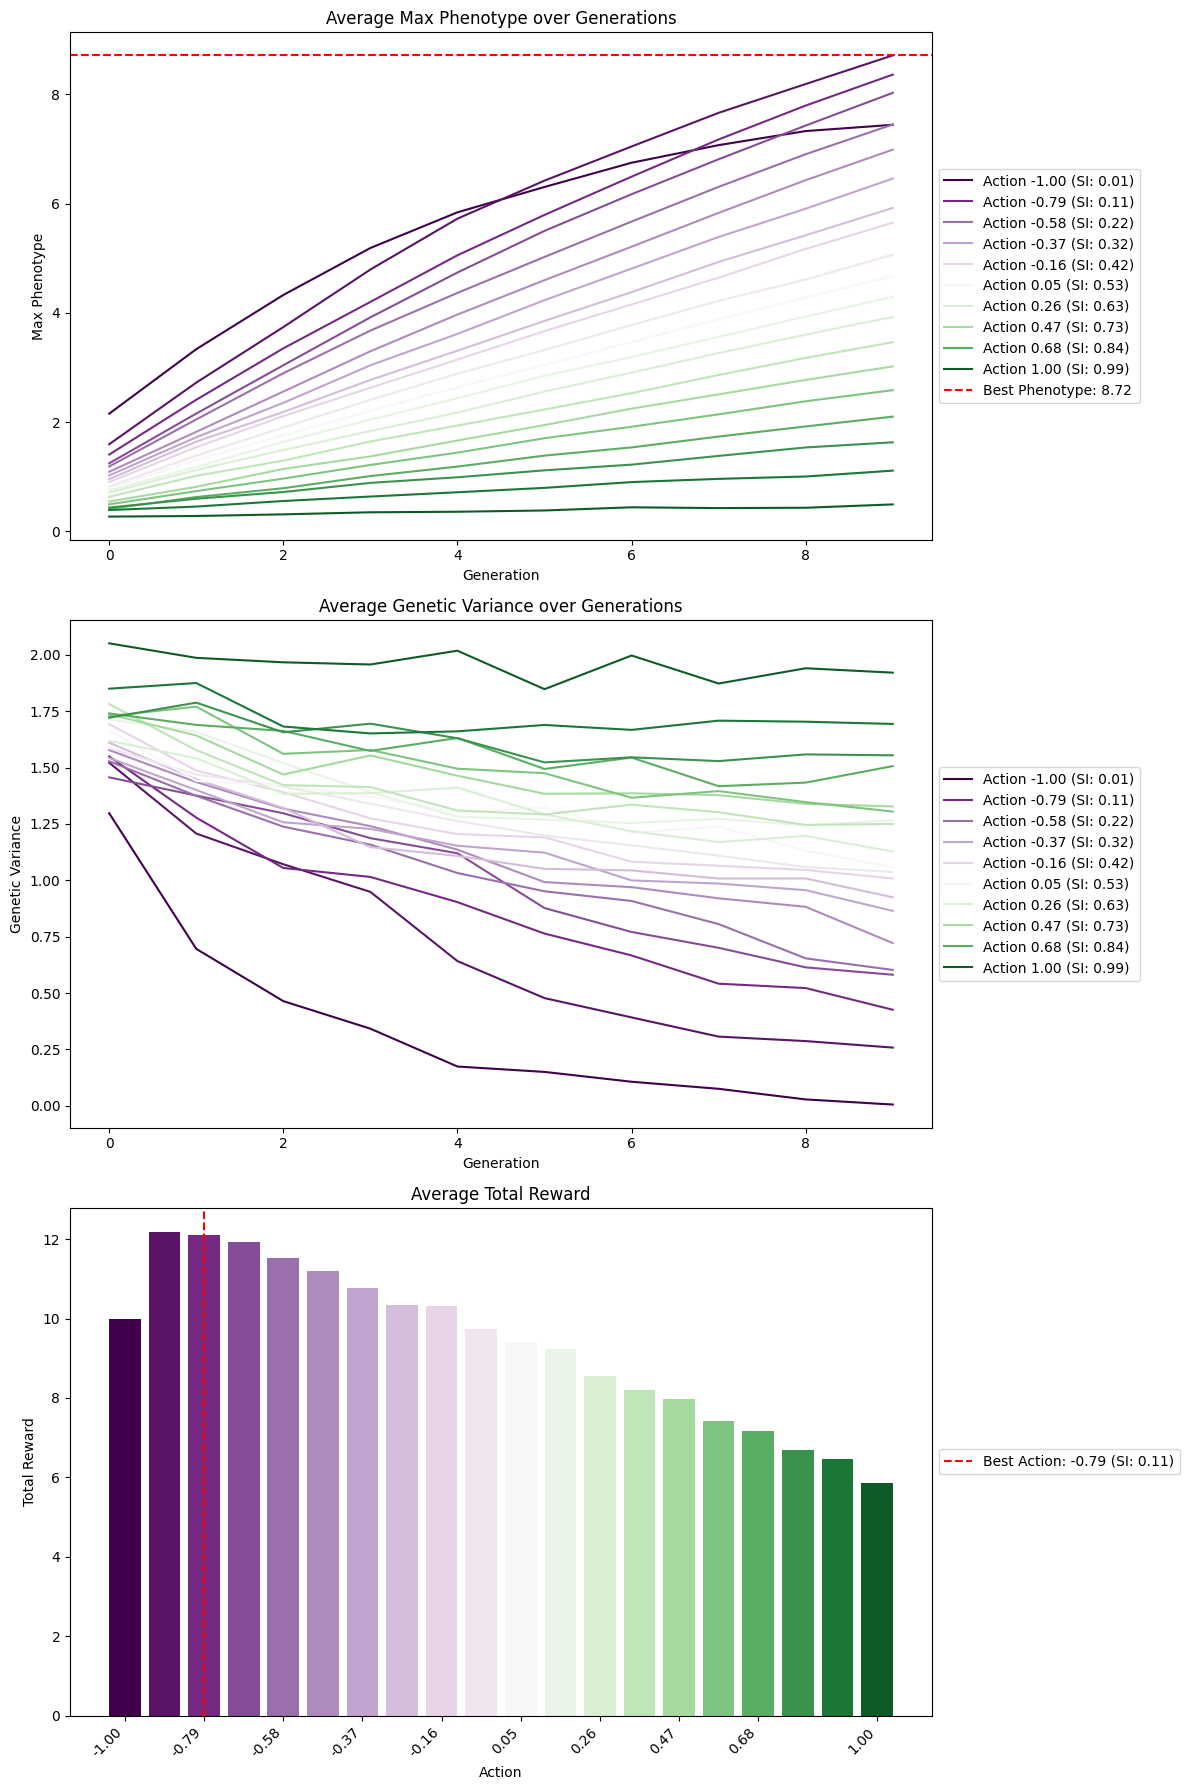 Average Max Phenotype over Generations
Max Phenotype
8
6
4
2
0
0 2 4 6 8
Generation
Action -1.00 (SI: 0.01)
Action -0.79 (SI: 0.11)
Action -0.58 (SI: 0.22)
Action -0.37 (SI: 0.32)
Action -0.16 (SI: 0.42)
Action 0.05 (SI: 0.53)
Action 0.26 (SI: 0.63)
Action 0.47 (SI: 0.73)
Action 0.68 (SI: 0.84)
Action 1.00 (SI: 0.99)
Best Phenotype: 8.72
Average Genetic Variance over Generations
Genetic Variance
2.00
1.75
1.50
1.25
1.00
0.75
0.50
0.25
0.00
0 2 4 6 8
Generation
Action -1.00 (SI: 0.01)
Action -0.79 (SI: 0.11)
Action -0.58 (SI: 0.22)
Action -0.37 (SI: 0.32)
Action -0.16 (SI: 0.42)
Action 0.05 (SI: 0.53)
Action 0.26 (SI: 0.63)
Action 0.47 (SI: 0.73)
Action 0.68 (SI: 0.84)
Action 1.00 (SI: 0.99)
Average Total Reward
Total Reward
12
10
8
6
4
2
0
-1.00 -0.79 -0.58 -0.37 -0.16 0.05 0.26 0.47 0.68 1.00
Action
Best Action: -0.79 (SI: 0.11)